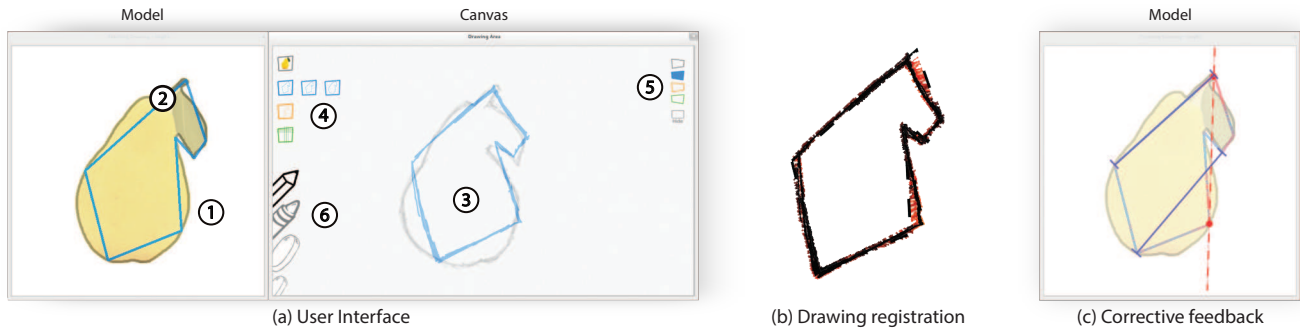 Model
Canvas
Model
Drawing Area
②
①
③
④
⑤
⑥
(a) User Interface
(b) Drawing registration
(c) Corrective feedback